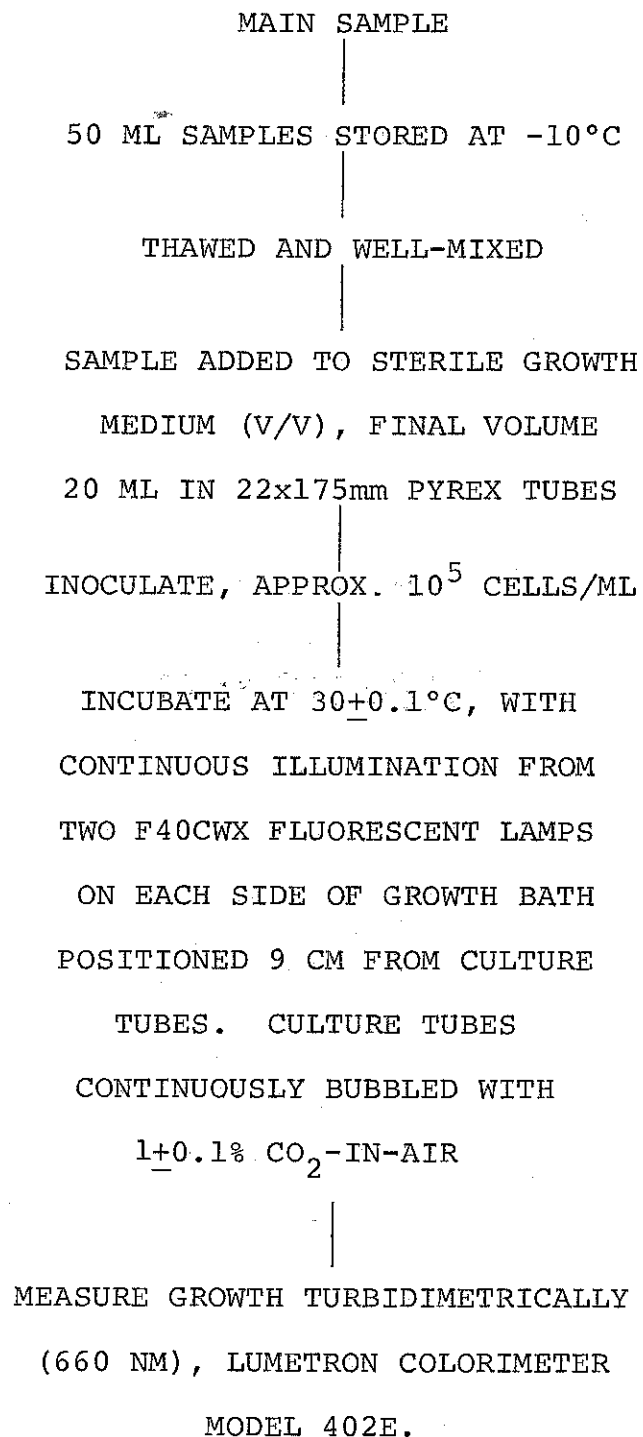 MAIN SAMPLE
50 ML SAMPLES STORED AT -10°C
THAWED AND WELL-MIXED
SAMPLE ADDED TO STERILE GROWTH
MEDIUM (V/V), FINAL VOLUME
20 ML IN 22x175mm PYREX TUBES
INOCULATE, APPROX. 10⁵ CELLS/ML
INCUBATE AT 30±0.1°C, WITH
CONTINUOUS ILLUMINATION FROM
TWO F40CWX FLUORESCENT LAMPS
ON EACH SIDE OF GROWTH BATH
POSITIONED 9 CM FROM CULTURE
TUBES. CULTURE TUBES
CONTINUOUSLY BUBBLED WITH
1±0.1% CO₂-IN-AIR
MEASURE GROWTH TURBIDIMETRICALLY
(660 NM), LUMETRON COLORIMETER
MODEL 402E.